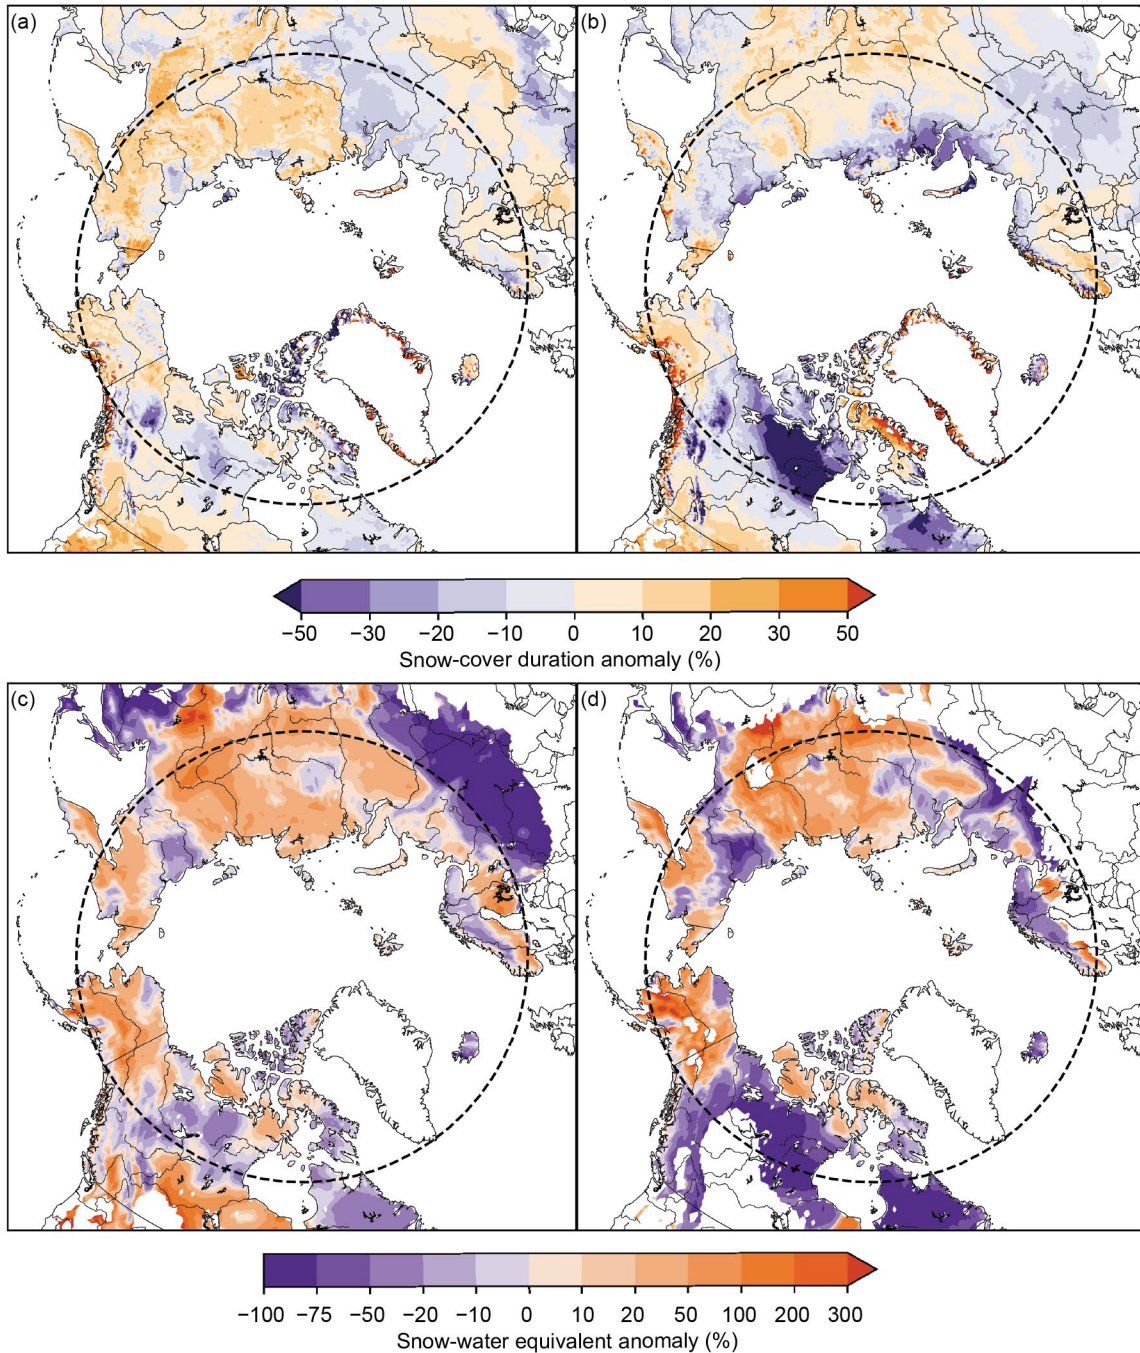 (a)
(b)
−50 −30 −20 −10 0 10 20 30 50
Snow-cover duration anomaly (%)
(c)
(d)
−100 −75 −50 −20 −10 0 10 20 50 100 200 300
Snow-water equivalent anomaly (%)